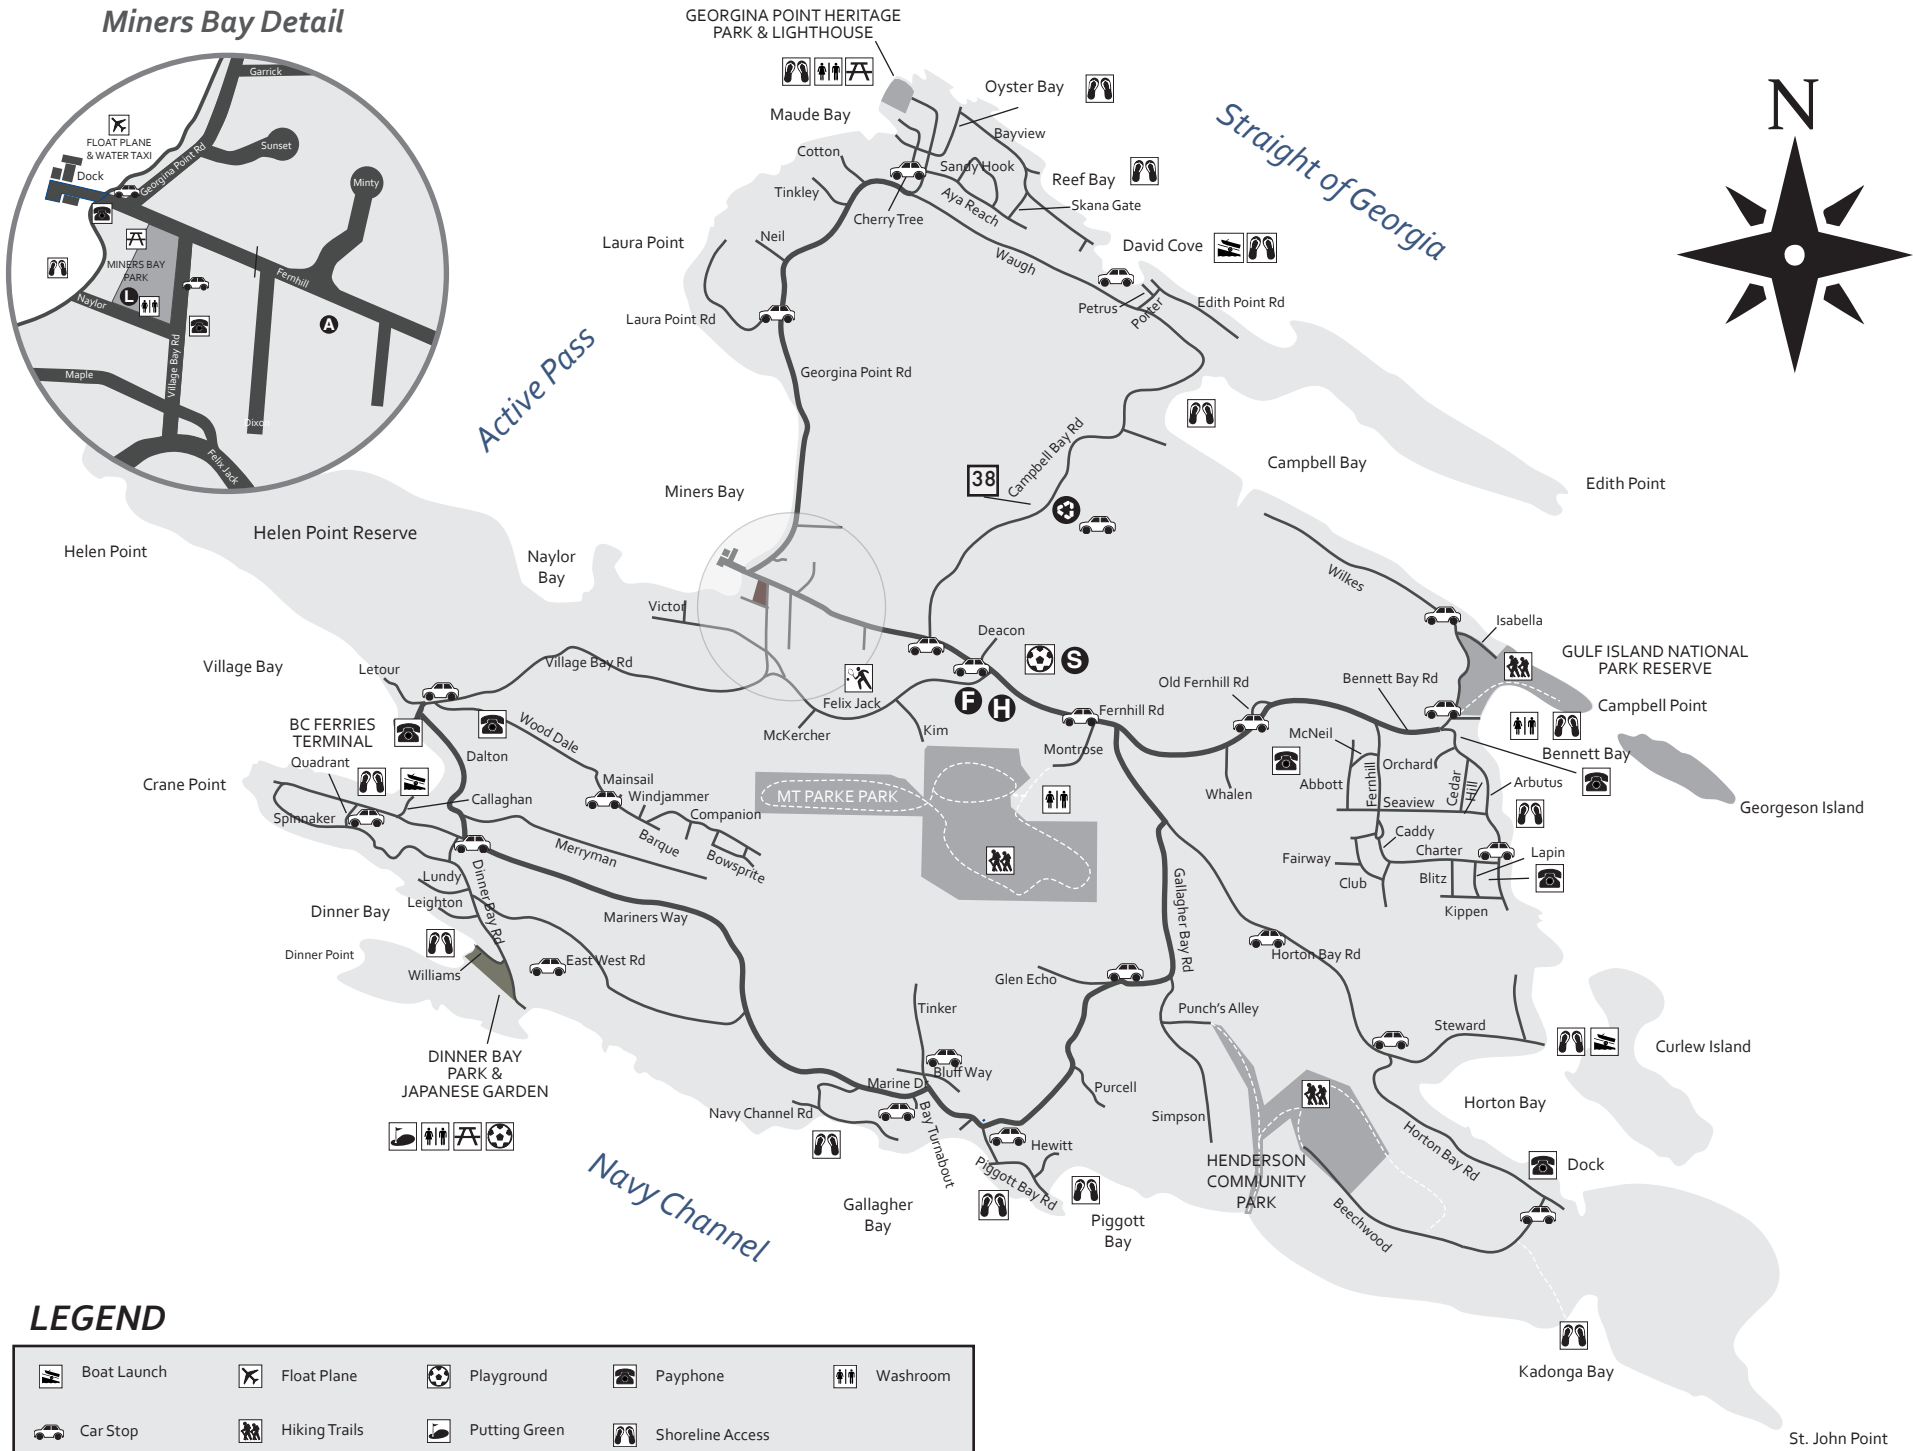 Miners Bay Detail
Garrick
FLOAT PLANE
& WATER TAXI
Sunset
Georgina Point Rd
Dock
Minty
MINERS BAY
PARK
L
Naylor
Fernhill
A
Village Bay Rd
Maple
Dixon
Felix Jack
GEORGINA POINT HERITAGE
PARK & LIGHTHOUSE
Oyster Bay
Maude Bay
Bayview
Cotton
Sandy Hook
Reef Bay
Tinkley
Aya Reach
Skana Gate
Cherry Tree
Straight of Georgia
N
Laura Point
Neil
David Cove
Waugh
Petrus
Porter
Edith Point Rd
Laura Point Rd
Active Pass
Georgina Point Rd
Campbell Bay Rd
38
Campbell Bay
Edith Point
Miners Bay
Helen Point Reserve
Helen Point
Naylor
Bay
Victor
Wilkes
Isabella
Deacon
S
GULF ISLAND NATIONAL
PARK RESERVE
Village Bay
Letour
Village Bay Rd
Old Fernhill Rd
Bennett Bay Rd
Campbell Point
BC FERRIES
TERMINAL
Wood Dale
Felix Jack
F
H
Fernhill Rd
McKercher
Kim
Montrose
McNeil
Bennett Bay
Quadrant
Dalton
Orchard
Crane Point
Mainsail
Windjammer
MT PARKE PARK
Whalen
Abbott
Fernhill
Cedar
Hill
Arbutus
Georgeson Island
Callaghan
Companion
Seaview
Spinnaker
Barque
Caddy
Merryman
Bowsprite
Charter
Lapin
Fairway
Lundy
Club
Blitz
Leighton
Dinner Bay Rd
Kippen
Dinner Bay
Mariners Way
Gallagher Bay Rd
Dinner Point
Williams
East West Rd
Horton Bay Rd
Glen Echo
Tinker
Punch's Alley
Steward
Curlew Island
DINNER BAY
PARK &
JAPANESE GARDEN
Bluff Way
Marine Dr
Purcell
Navy Channel Rd
Bay Turnabout
Simpson
Horton Bay
Hewitt
Horton Bay Rd
Navy Channel
Piggott Bay Rd
HENDERSON
COMMUNITY
PARK
Dock
Gallagher
Bay
Piggott
Bay
Beechwood
Kadonga Bay
St. John Point
LEGEND
Boat Launch
Float Plane
Playground
Payphone
Washroom
Car Stop
Hiking Trails
Putting Green
Shoreline Access